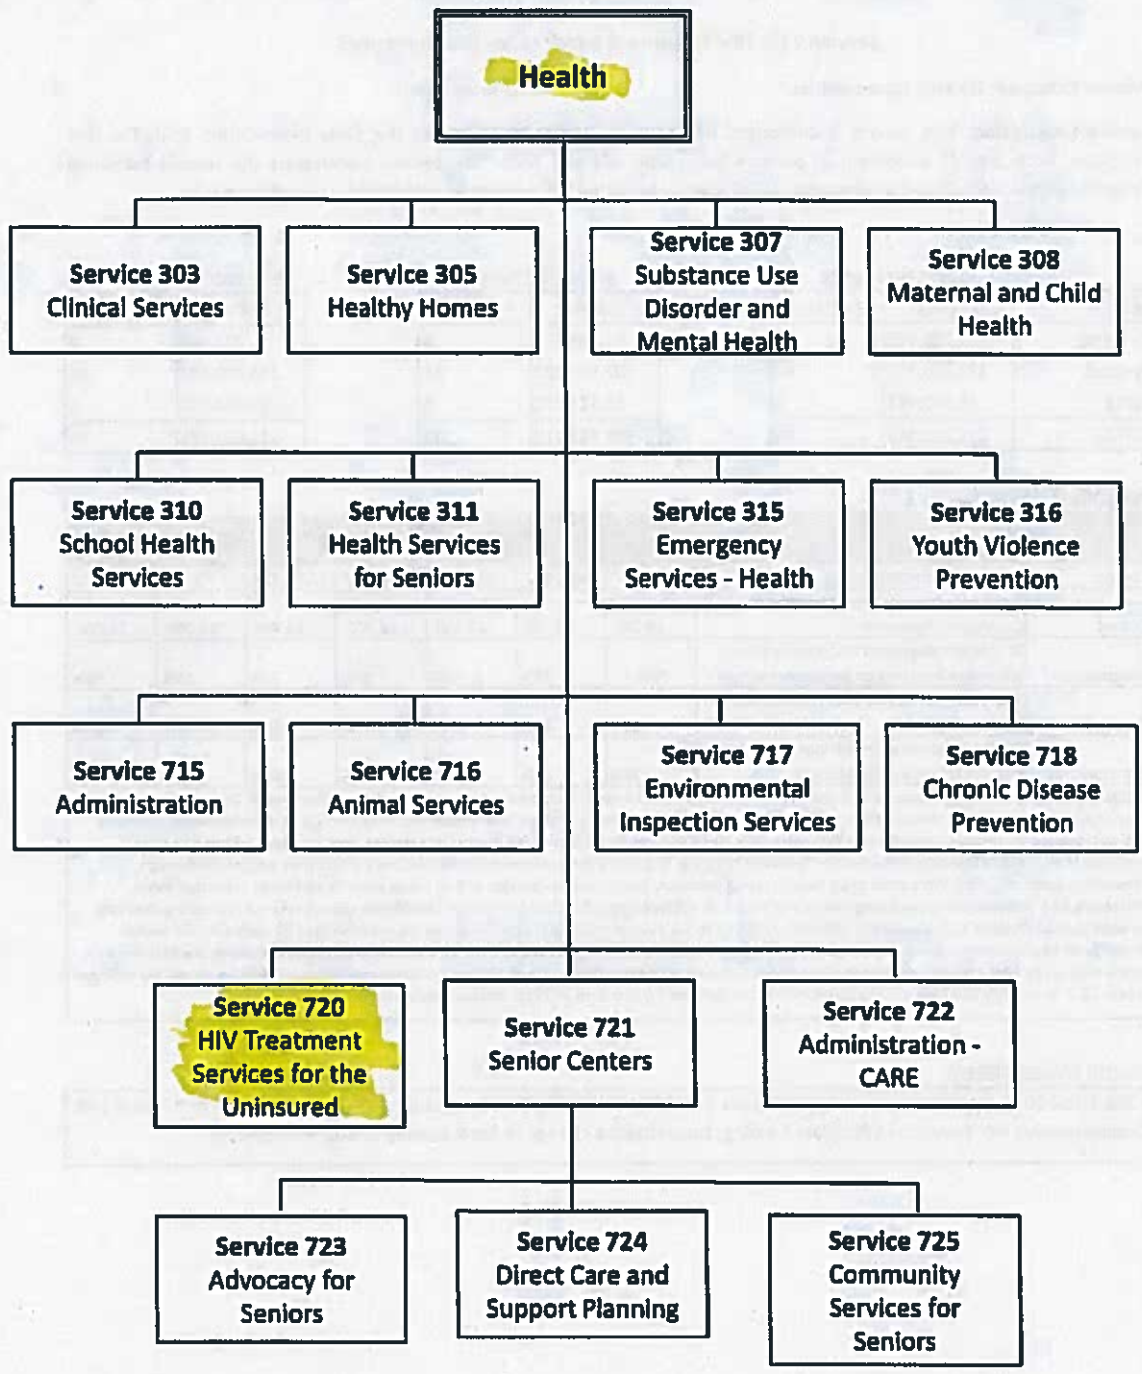 Health
Service 303
Clinical Services
Service 305
Healthy Homes
Service 307
Substance Use
Disorder and
Mental Health
Service 308
Maternal and Child
Health
Service 310
School Health
Services
Service 311
Health Services
for Seniors
Service 315
Emergency
Services - Health
Service 316
Youth Violence
Prevention
Service 715
Administration
Service 716
Animal Services
Service 717
Environmental
Inspection Services
Service 718
Chronic Disease
Prevention
Service 720
HIV Treatment
Services for the
Uninsured
Service 721
Senior Centers
Service 722
Administration -
CARE
Service 723
Advocacy for
Seniors
Service 724
Direct Care and
Support Planning
Service 725
Community
Services for
Seniors